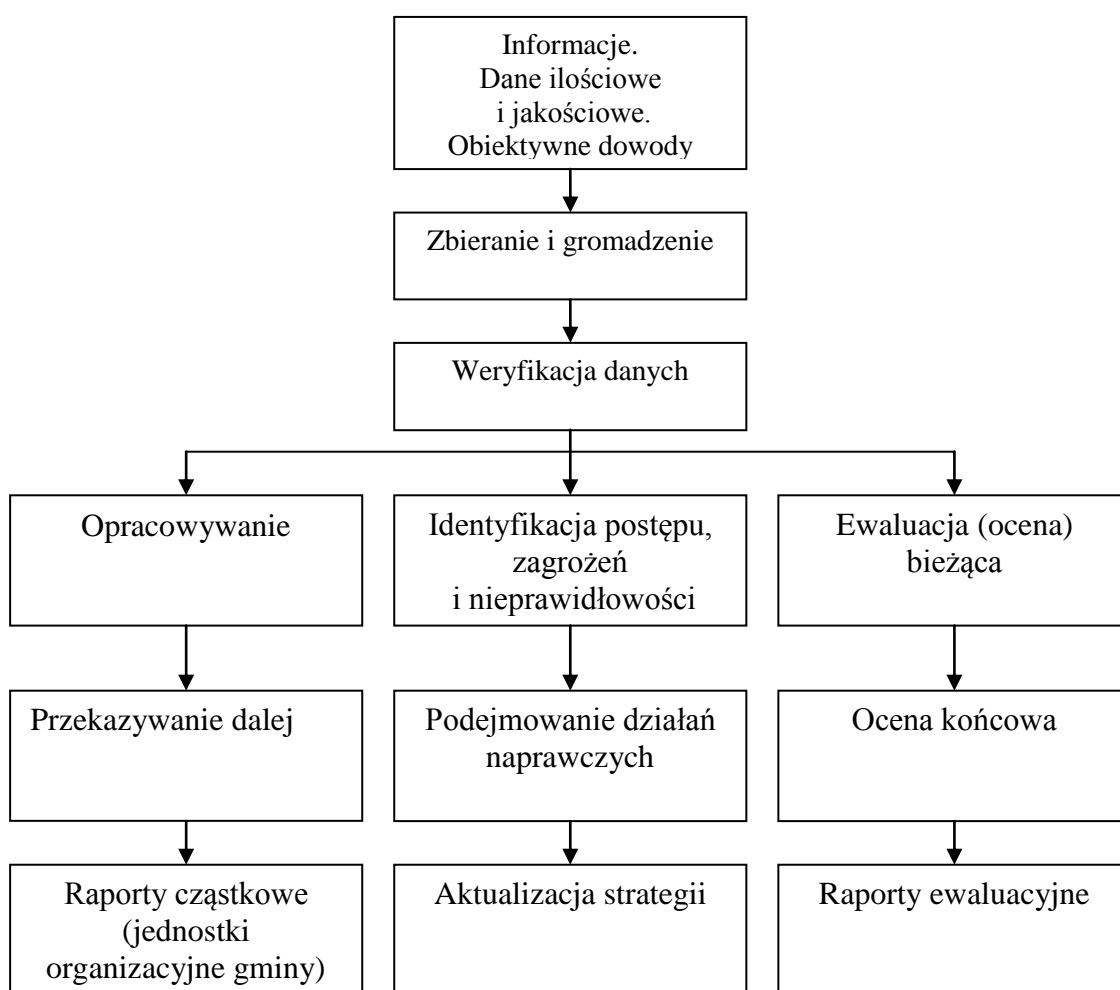 Informacje.
Dane ilościowe
i jakościowe.
Obiektywne dowody
Zbieranie i gromadzenie
Weryfikacja danych
Opracowywanie
Identyfikacja postępu,
zagrożeń
i nieprawidłowości
Ewaluacja (ocena)
bieżąca
Przekazywanie dalej
Podejmowanie działań
naprawczych
Ocena końcowa
Raporty cząstkowe
(jednostki
organizacyjne gminy)
Aktualizacja strategii
Raporty ewaluacyjne